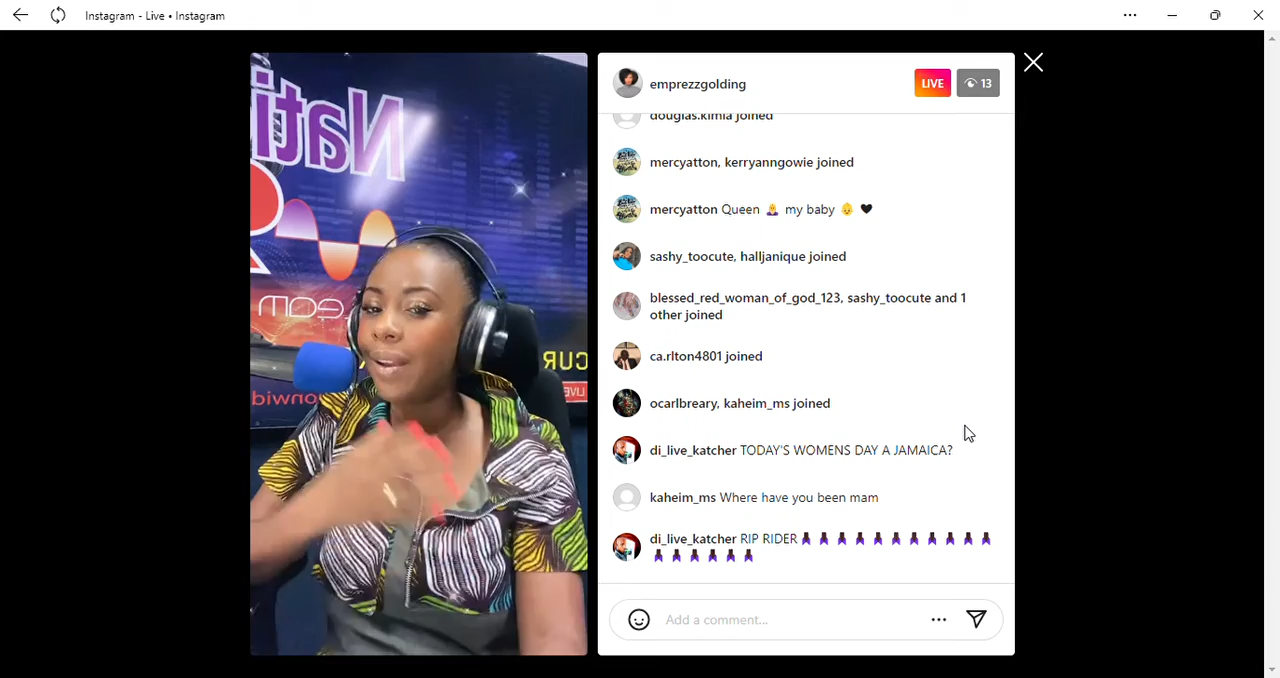 Instagram - Live • Instagram
Nati
emprezzgolding
LIVE
13
douglas.kimia joined
mercyatton, kerryanngowie joined
mercyatton Queen 👸 my baby 👶 🖤
sashy_toocute, halljanique joined
blessed_red_woman_of_god_123, sashy_toocute and 1
other joined
ca.rlton4801 joined
ocarlbreary, kaheim_ms joined
di_live_katcher TODAY'S WOMENS DAY A JAMAICA?
kaheim_ms Where have you been mam
di_live_katcher RIP RIDER
Add a comment...